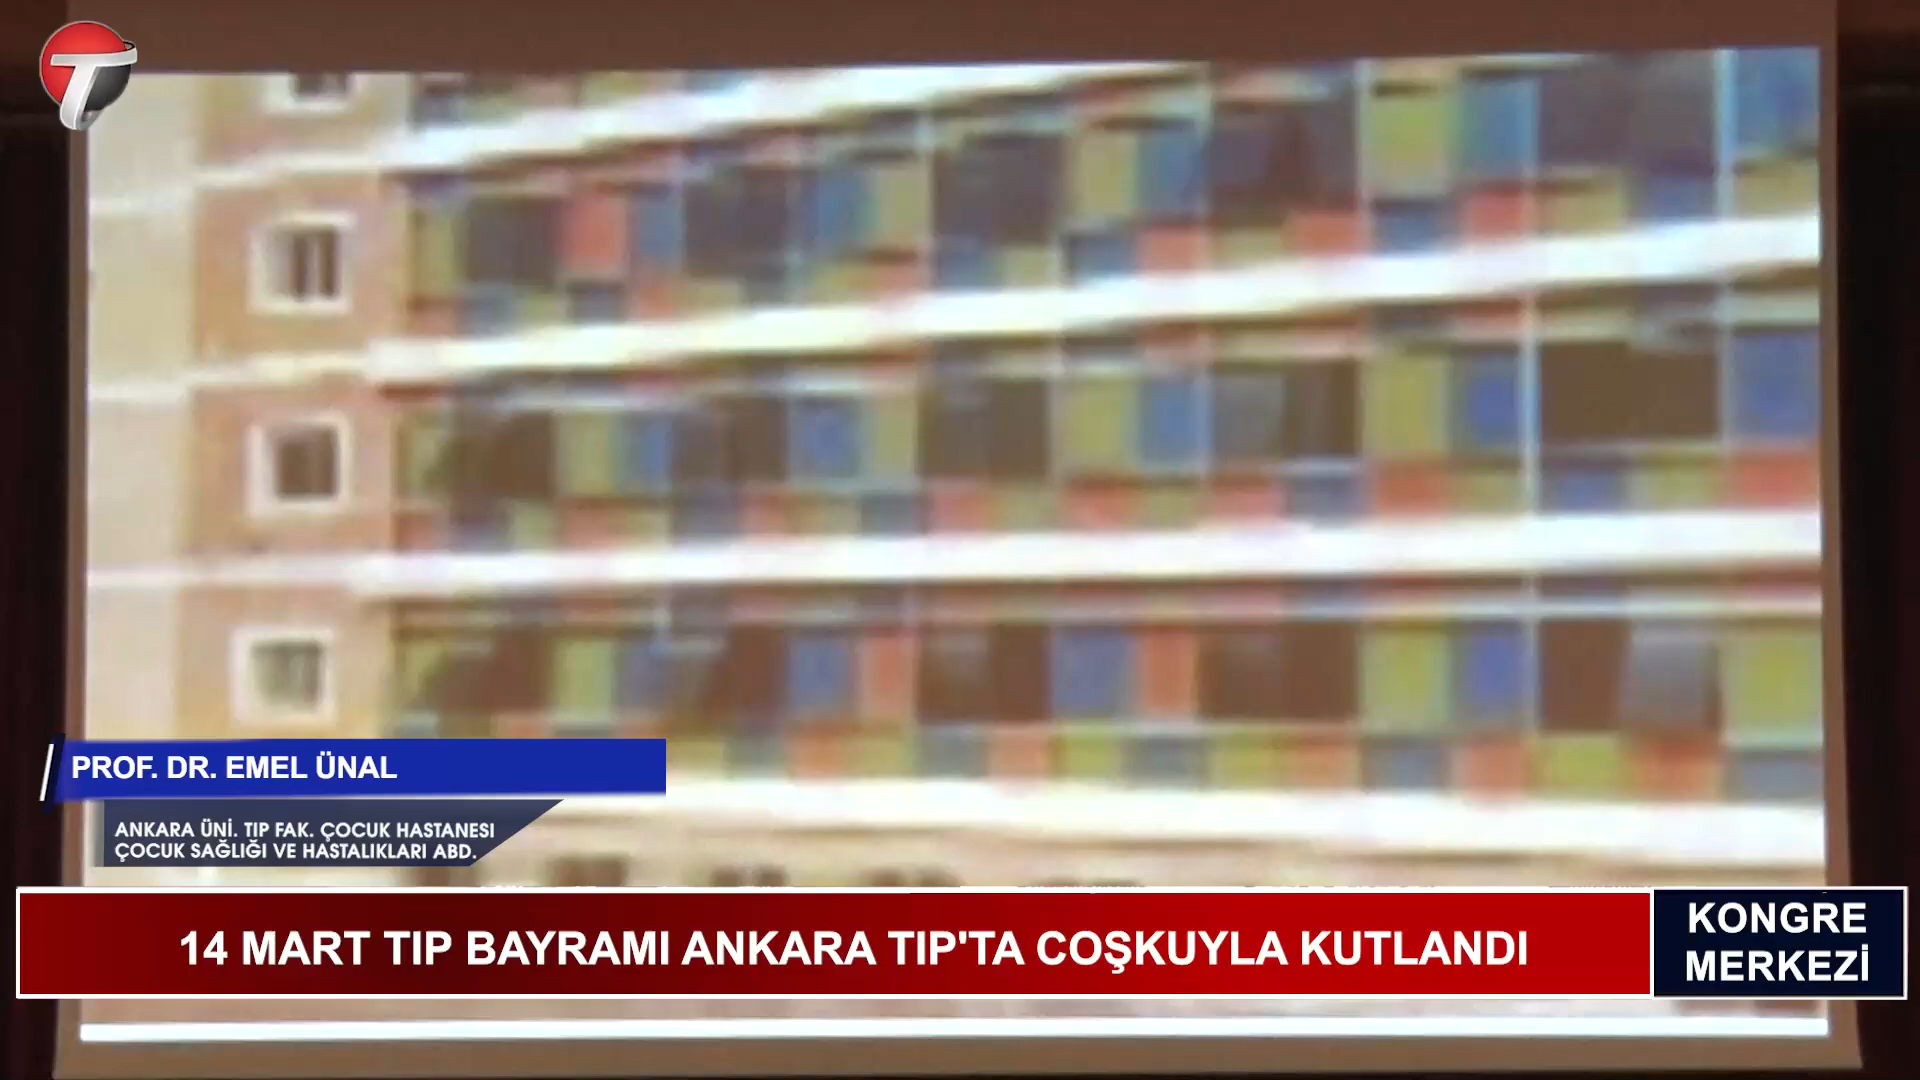 PROF. DR. EMEL ÜNAL
ANKARA ÜNİ. TIP FAK. ÇOCUK HASTANESI
ÇOCUK SAĞLIĞI VE HASTALIKLARI ABD.
14 MART TIP BAYRAMI ANKARA TIP'TA COŞKUYLA KUTLANDI
KONGRE
MERKEZİ